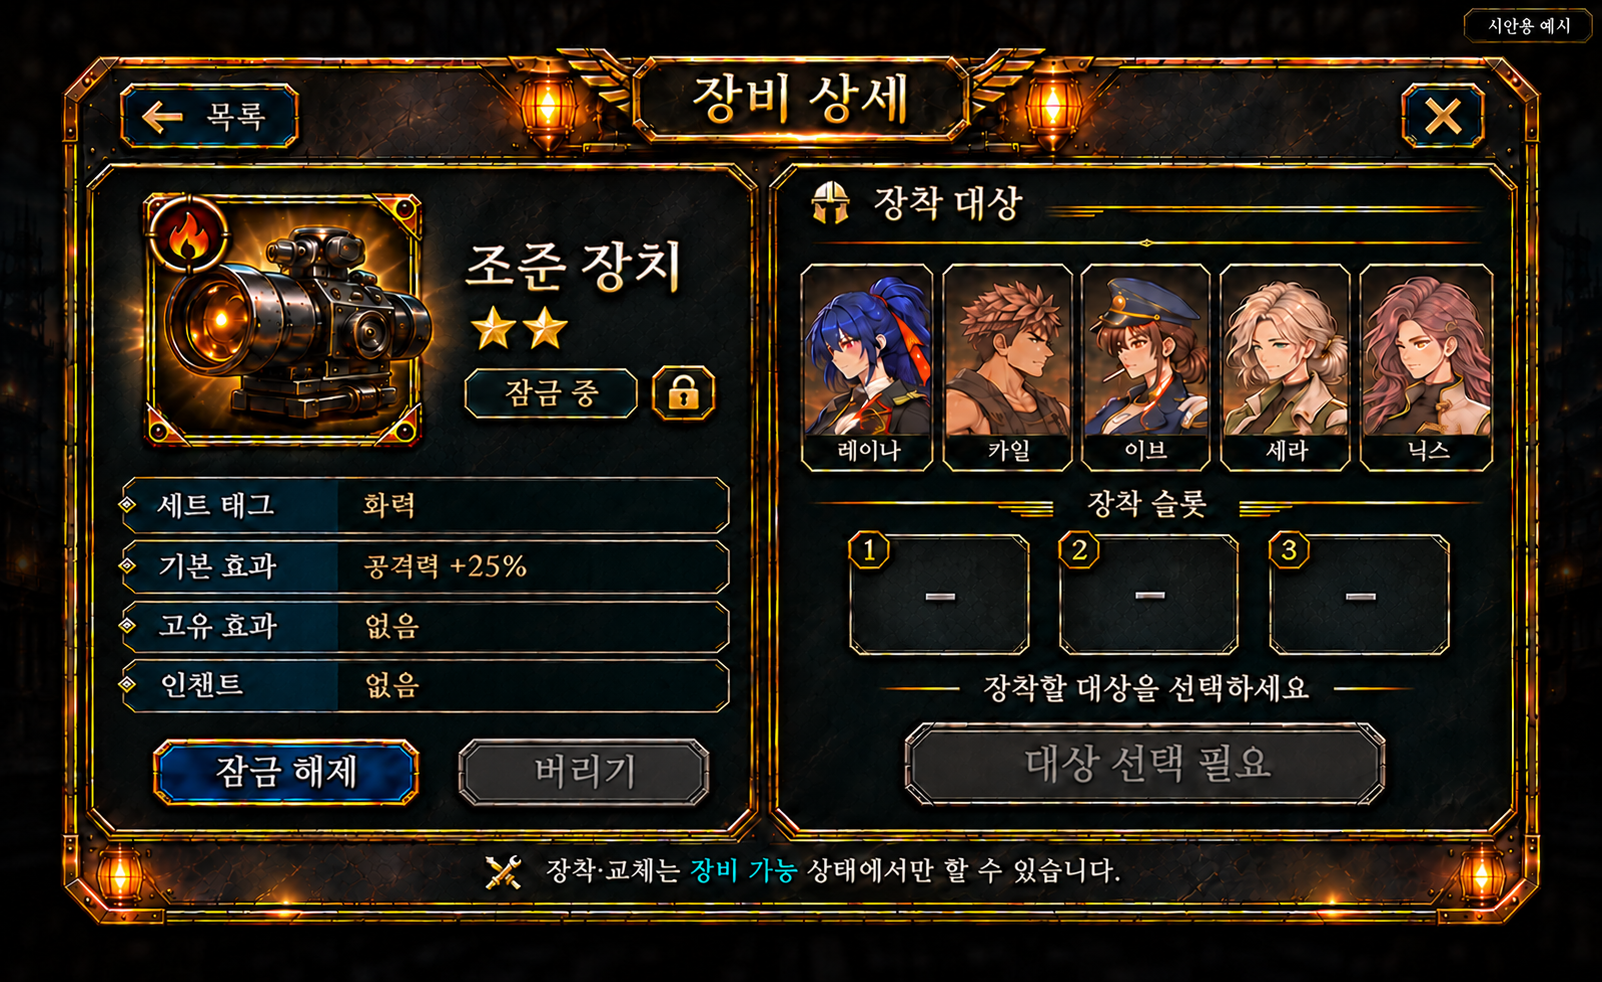 시안용 예시
장비 상세
목록
조준 장치
잠금 중
세트 태그 화력
기본 효과 공격력 +25%
고유 효과 없음
인챈트 없음
잠금 해제 버리기
장착 대상
레이나 카일 이브 세라 닉스
장착 슬롯
1 2 3
장착할 대상을 선택하세요
대상 선택 필요
장착·교체는 장비 가능 상태에서만 할 수 있습니다.